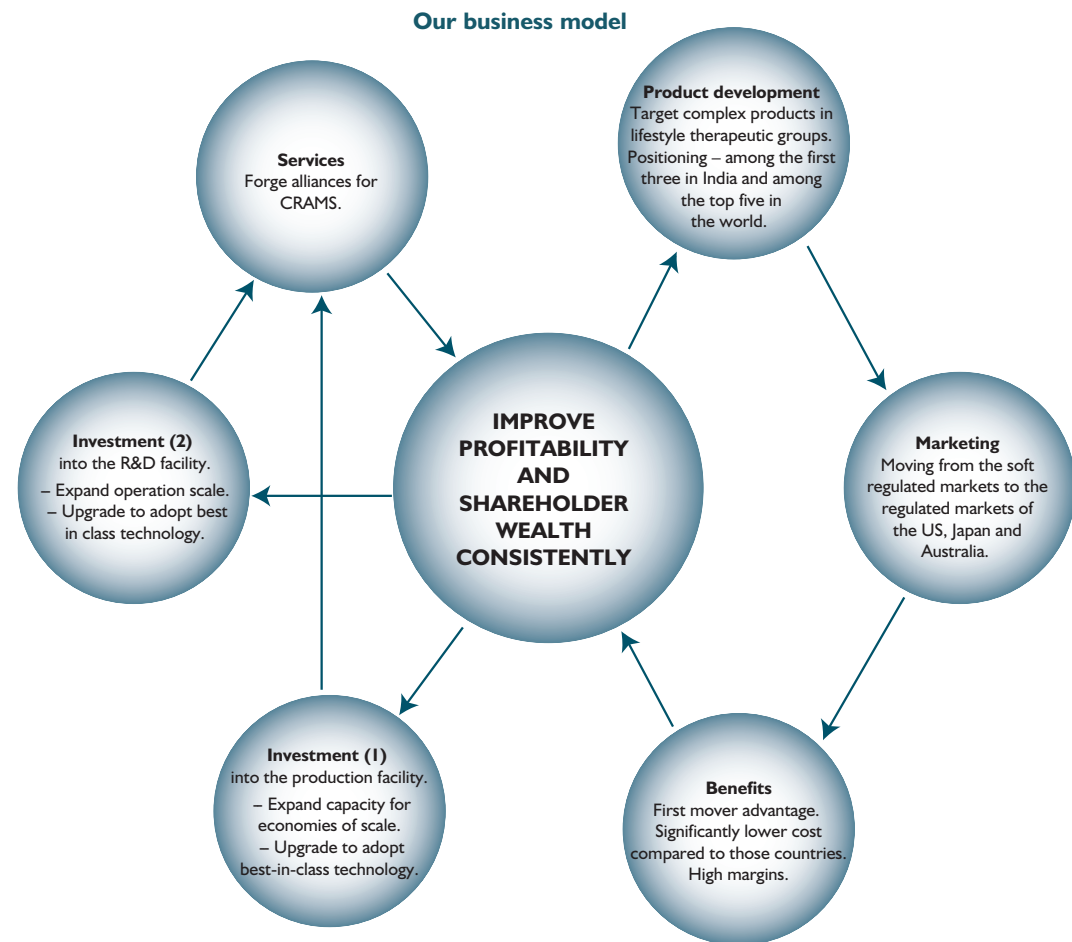 Our business model
Services
Forge alliances for
CRAMS.
Product development
Target complex products in
lifestyle therapeutic groups.
Positioning – among the first
three in India and among
the top five in
the world.
Investment (2)
into the R&D facility.
– Expand operation scale.
– Upgrade to adopt best
in class technology.
IMPROVE
PROFITABILITY
AND
SHAREHOLDER
WEALTH
CONSISTENTLY
Marketing
Moving from the soft
regulated markets to the
regulated markets of
the US, Japan and
Australia.
Investment (1)
into the production facility.
– Expand capacity for
economies of scale.
– Upgrade to adopt
best-in-class technology.
Benefits
First mover advantage.
Significantly lower cost
compared to those countries.
High margins.